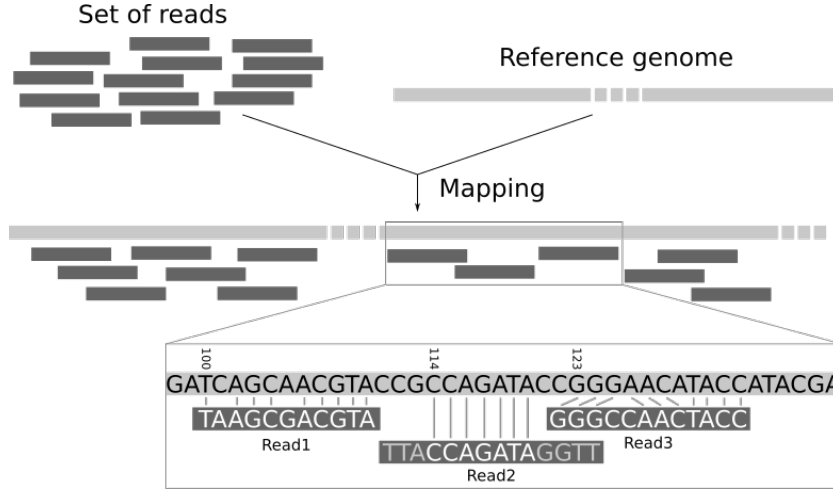 Set of reads
Reference genome
Mapping
100 114 123
GATCAGCAACGTACCGCCAGATACCGGGAACATACCATACGA
TAAGCGACGTA GGGCCAACTACC
Read1 Read3
TTACCAGATAGGTT
Read2